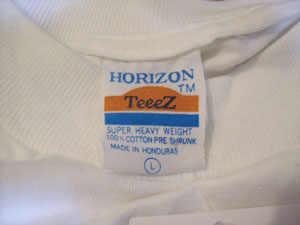 HORIZON
TM
TeeeZ
SUPER HEAVY WEIGHT
100% COTTON PRE SHRUNK
MADE IN HONDURAS
L